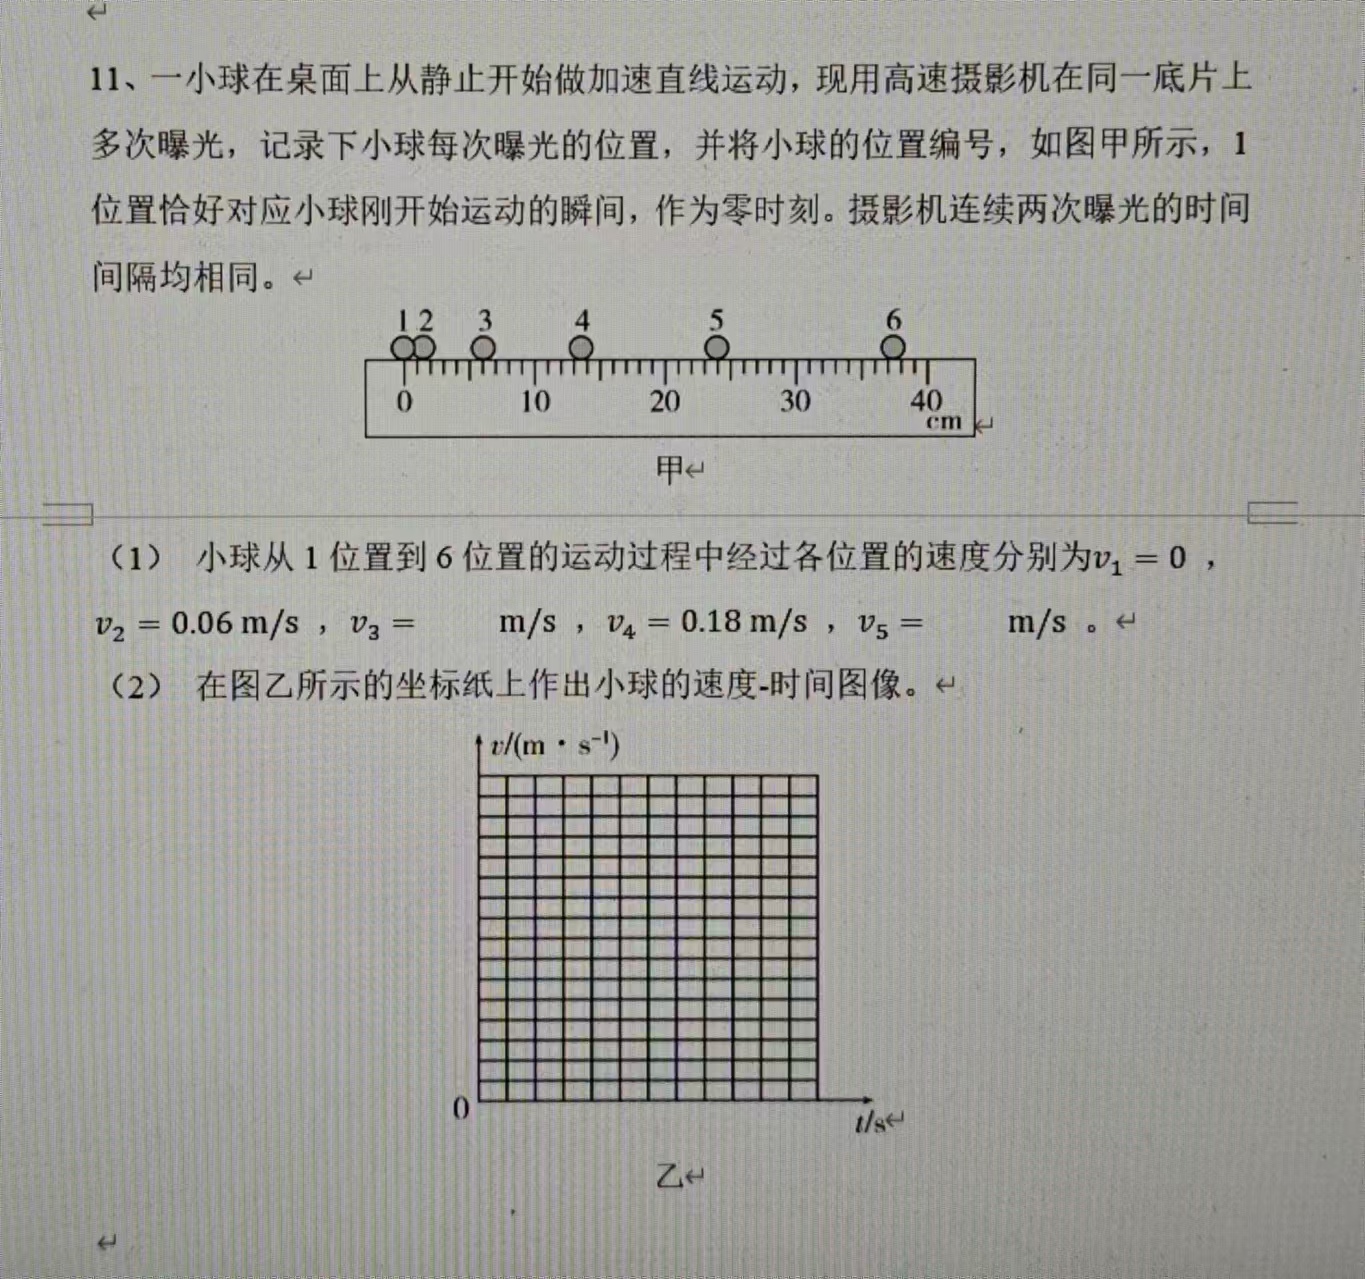 11、一小球在桌面上从静止开始做加速直线运动，现用高速摄影机在同一底片上
多次曝光，记录下小球每次曝光的位置，并将小球的位置编号，如图甲所示，1
位置恰好对应小球刚开始运动的瞬间，作为零时刻。摄影机连续两次曝光的时间
间隔均相同。↵
1 2 3 4 5 6
0 10 20 30 40
cm
甲↵
（1） 小球从 1 位置到 6 位置的运动过程中经过各位置的速度分别为v₁ = 0 ，
v₂ = 0.06 m/s ，v₃ = m/s ，v₄ = 0.18 m/s ，v₅ = m/s 。↵
（2） 在图乙所示的坐标纸上作出小球的速度-时间图像。↵
v/(m · s⁻¹)
0
t/s↵
乙↵